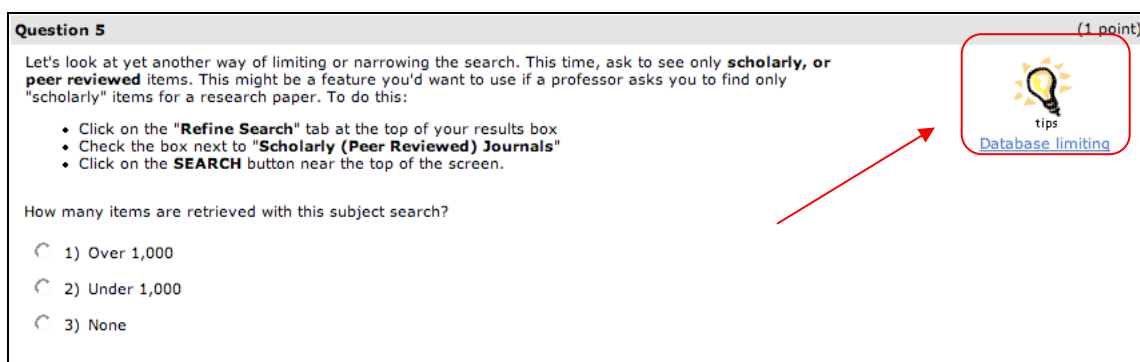 Question 5 (1 point)
Let's look at yet another way of limiting or narrowing the search. This time, ask to see only scholarly, or
peer reviewed items. This might be a feature you'd want to use if a professor asks you to find only
"scholarly" items for a research paper. To do this:
• Click on the "Refine Search" tab at the top of your results box
• Check the box next to "Scholarly (Peer Reviewed) Journals"
• Click on the SEARCH button near the top of the screen.
tips
Database limiting
How many items are retrieved with this subject search?
1) Over 1,000
2) Under 1,000
3) None